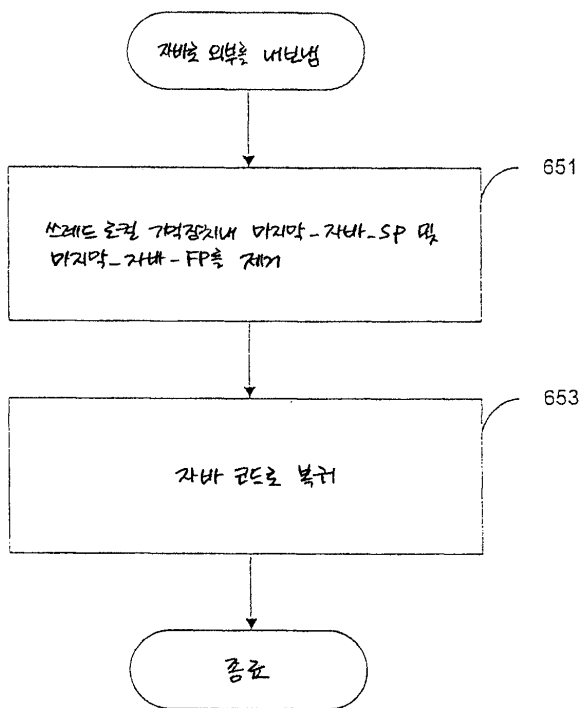 자바로 외부를 내보냄
651
쓰레드 로컬 기억장치내 마지막_자바_SP 및
마지막_자바_FP를 제거
653
자바 코드로 복귀
종료